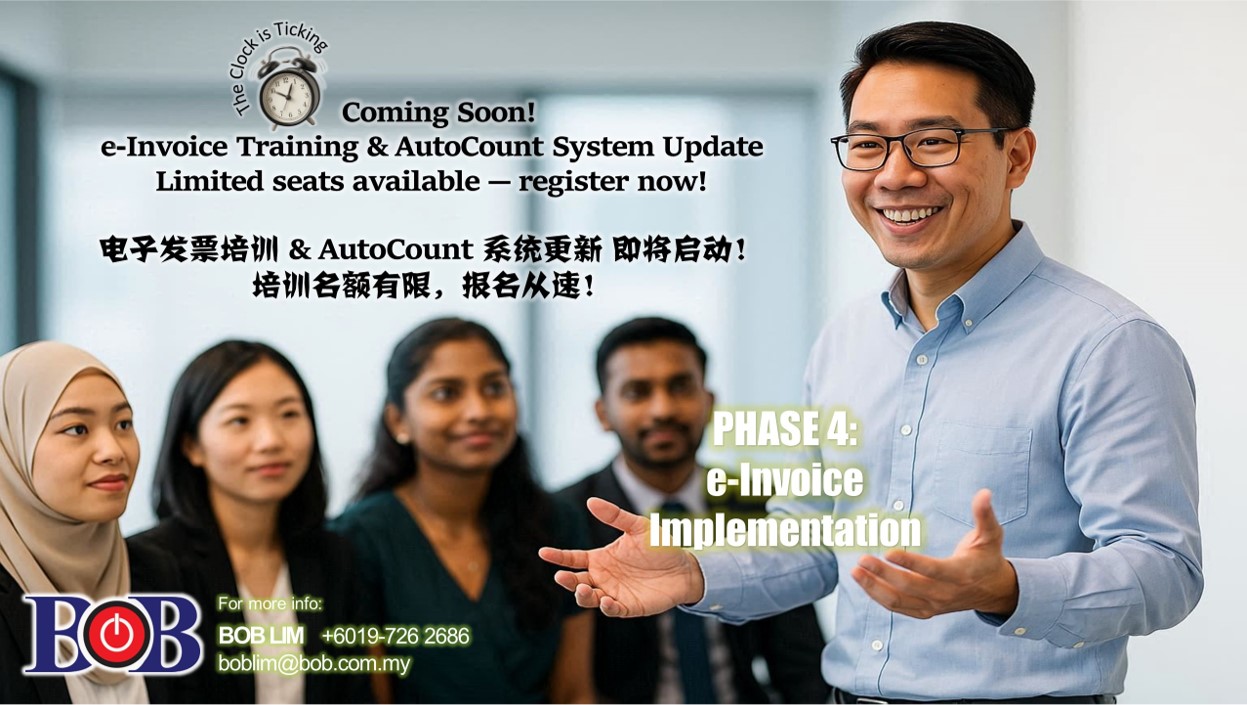 The Clock is Ticking
Coming Soon!
e-Invoice Training & AutoCount System Update
Limited seats available — register now!
电子发票培训 & AutoCount 系统更新 即将启动！
培训名额有限，报名从速！
PHASE 4:
e-Invoice
Implementation
BOB
For more info:
BOB LIM +6019-726 2686
boblim@bob.com.my